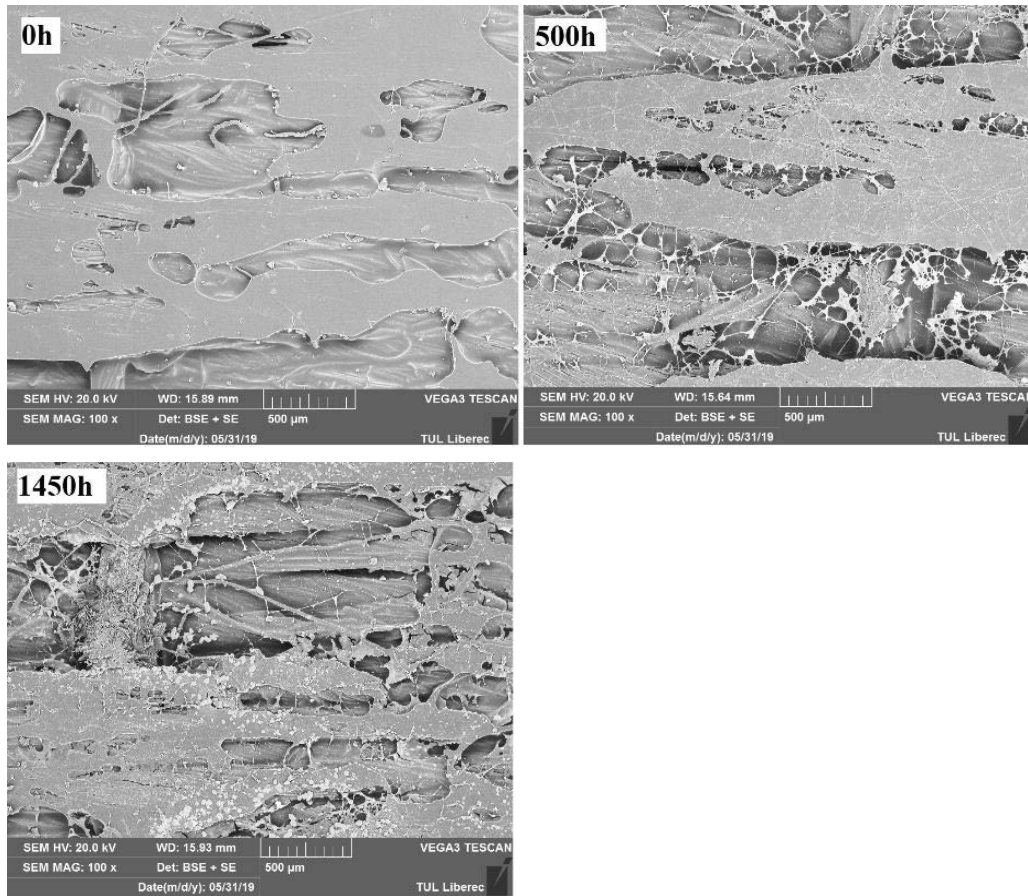 0h
SEM HV: 20.0 kV WD: 15.89 mm VEGA3 TESCAN
SEM MAG: 100 x Det: BSE + SE 500 µm
Date(m/d/y): 05/31/19 TUL Liberec
500h
SEM HV: 20.0 kV WD: 15.64 mm VEGA3 TESCAN
SEM MAG: 100 x Det: BSE + SE 500 µm
Date(m/d/y): 05/31/19 TUL Liberec
1450h
SEM HV: 20.0 kV WD: 15.93 mm VEGA3 TESCAN
SEM MAG: 100 x Det: BSE + SE 500 µm
Date(m/d/y): 05/31/19 TUL Liberec